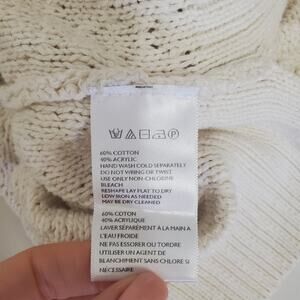 60% COTTON
40% ACRYLIC
HAND WASH COLD SEPARATELY
DO NOT WRING OR TWIST
USE ONLY NON-CHLORINE
BLEACH
RESHAPE LAY FLAT TO DRY
LOW IRON AS NEEDED
MAY BE DRY CLEANED
60% COTON
40% ACRYLIQUE
LAVER SÉPARÉMENT À LA MAIN A
L'EAU FROIDE
NE PAS ESSORER OU TORDRE
UTILISER UN AGENT DE
BLANCHIMENT SANS CHLORE SI
NÉCESSAIRE